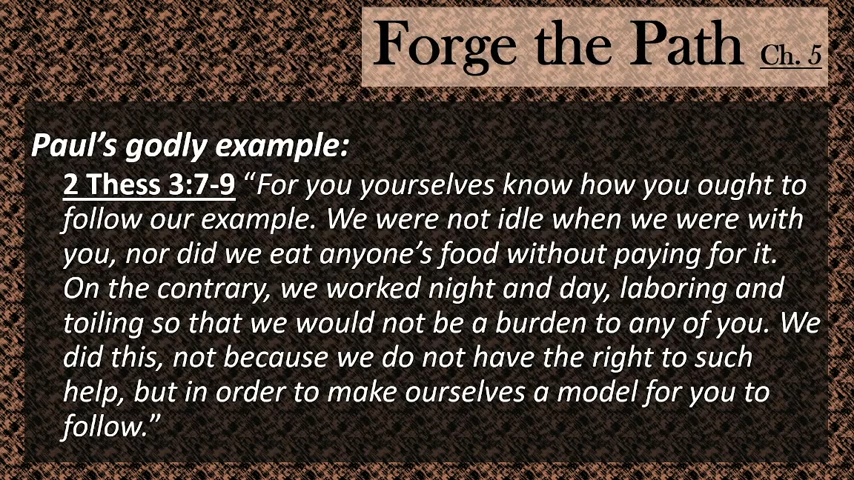 Forge the Path Ch. 5
Paul’s godly example:
2 Thess 3:7-9 “For you yourselves know how you ought to
follow our example. We were not idle when we were with
you, nor did we eat anyone’s food without paying for it.
On the contrary, we worked night and day, laboring and
toiling so that we would not be a burden to any of you. We
did this, not because we do not have the right to such
help, but in order to make ourselves a model for you to
follow.”